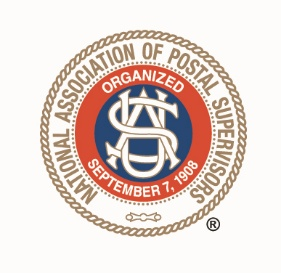 NATIONAL ASSOCIATION OF POSTAL SUPERVISORS
ORGANIZED
SEPTEMBER 7, 1908
®